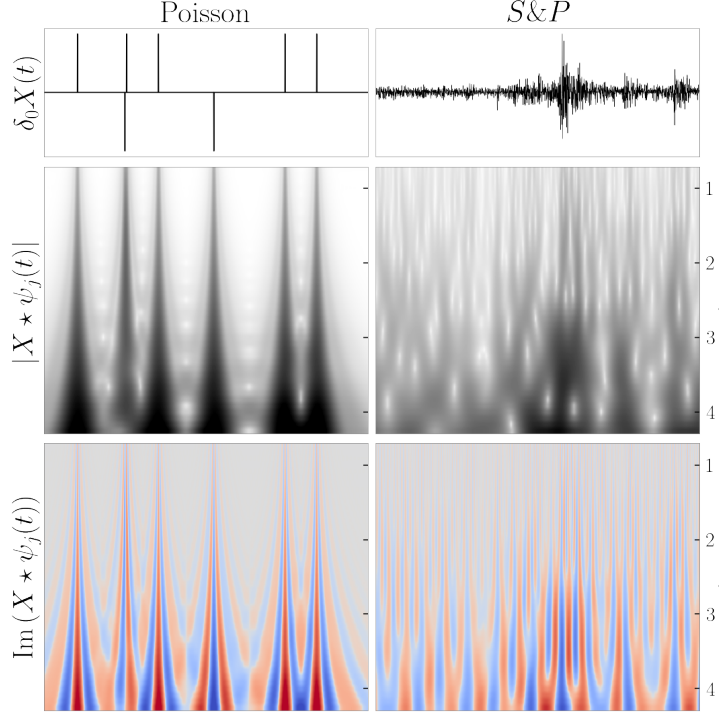 Poisson S&P
δ₀X(t)
|X ⋆ ψⱼ(t)|
1
2
3
4
Im (X ⋆ ψⱼ(t))
1
2
3
4